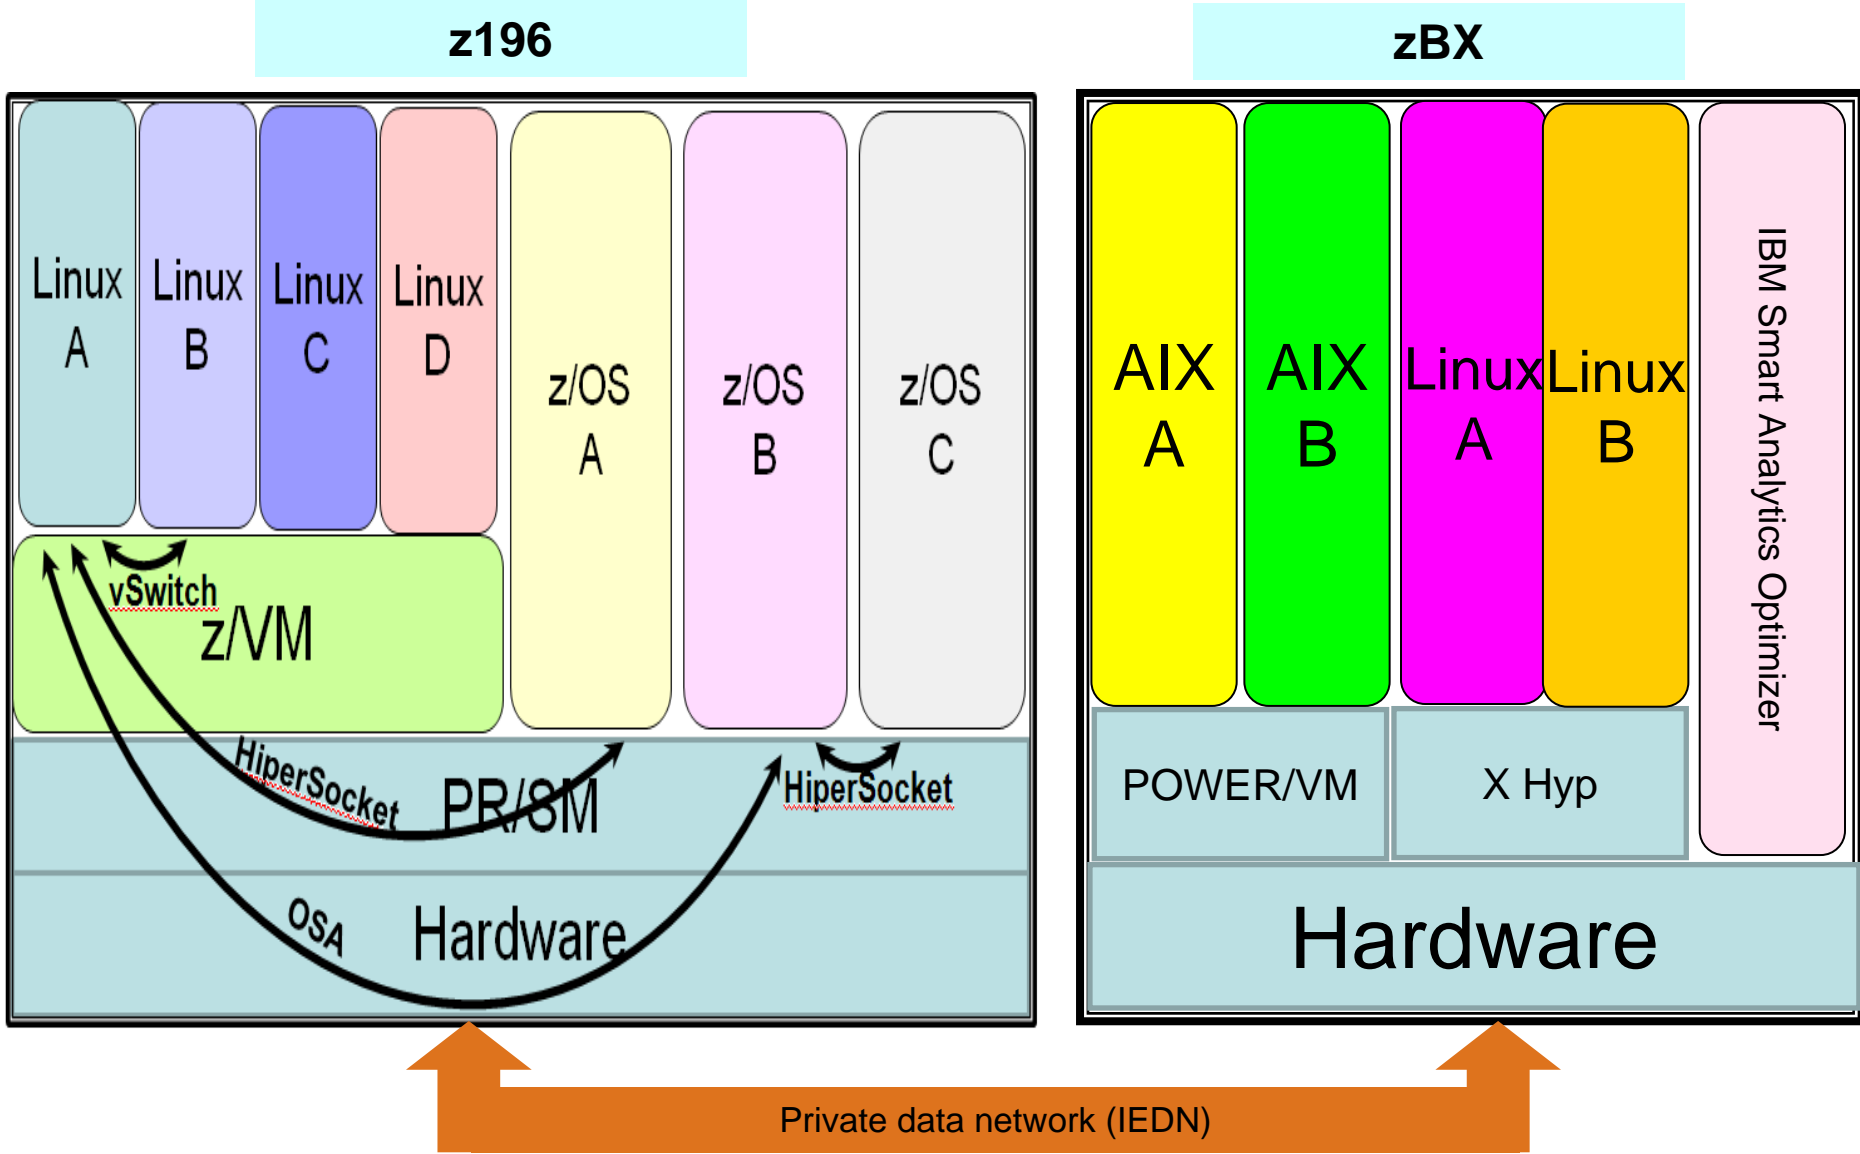 z196
Linux
A
Linux
B
Linux
C
Linux
D
z/OS
A
z/OS
B
z/OS
C
vSwitch
z/VM
HiperSocket
PR/SM
HiperSocket
OSA
Hardware
zBX
AIX
A
AIX
B
Linux
A
Linux
B
IBM Smart Analytics Optimizer
POWER/VM
X Hyp
Hardware
Private data network (IEDN)